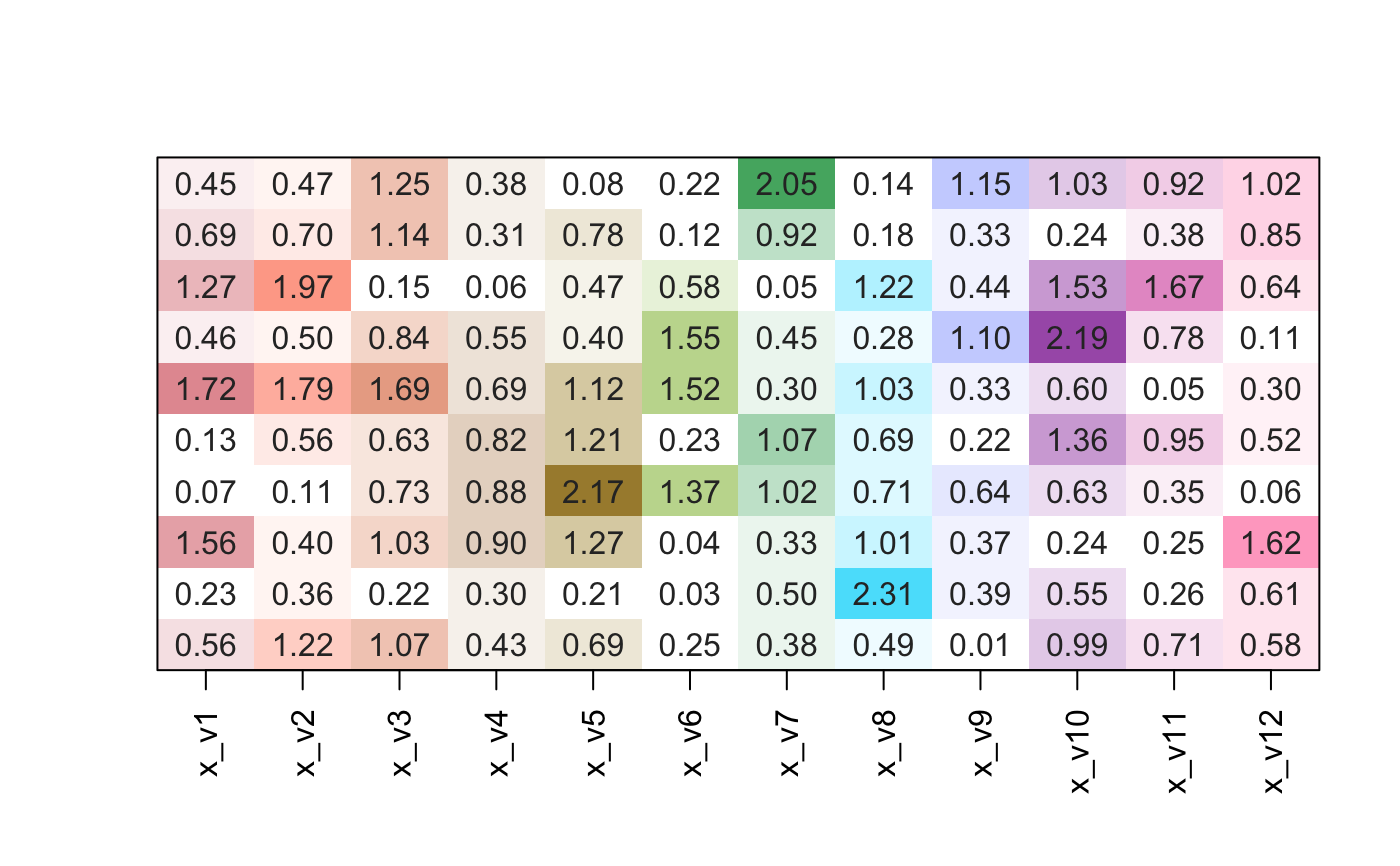 0.45 0.47 1.25 0.38 0.08 0.22 2.05 0.14 1.15 1.03 0.92 1.02
0.69 0.70 1.14 0.31 0.78 0.12 0.92 0.18 0.33 0.24 0.38 0.85
1.27 1.97 0.15 0.06 0.47 0.58 0.05 1.22 0.44 1.53 1.67 0.64
0.46 0.50 0.84 0.55 0.40 1.55 0.45 0.28 1.10 2.19 0.78 0.11
1.72 1.79 1.69 0.69 1.12 1.52 0.30 1.03 0.33 0.60 0.05 0.30
0.13 0.56 0.63 0.82 1.21 0.23 1.07 0.69 0.22 1.36 0.95 0.52
0.07 0.11 0.73 0.88 2.17 1.37 1.02 0.71 0.64 0.63 0.35 0.06
1.56 0.40 1.03 0.90 1.27 0.04 0.33 1.01 0.37 0.24 0.25 1.62
0.23 0.36 0.22 0.30 0.21 0.03 0.50 2.31 0.39 0.55 0.26 0.61
0.56 1.22 1.07 0.43 0.69 0.25 0.38 0.49 0.01 0.99 0.71 0.58
x_v1 x_v2 x_v3 x_v4 x_v5 x_v6 x_v7 x_v8 x_v9 x_v10 x_v11 x_v12